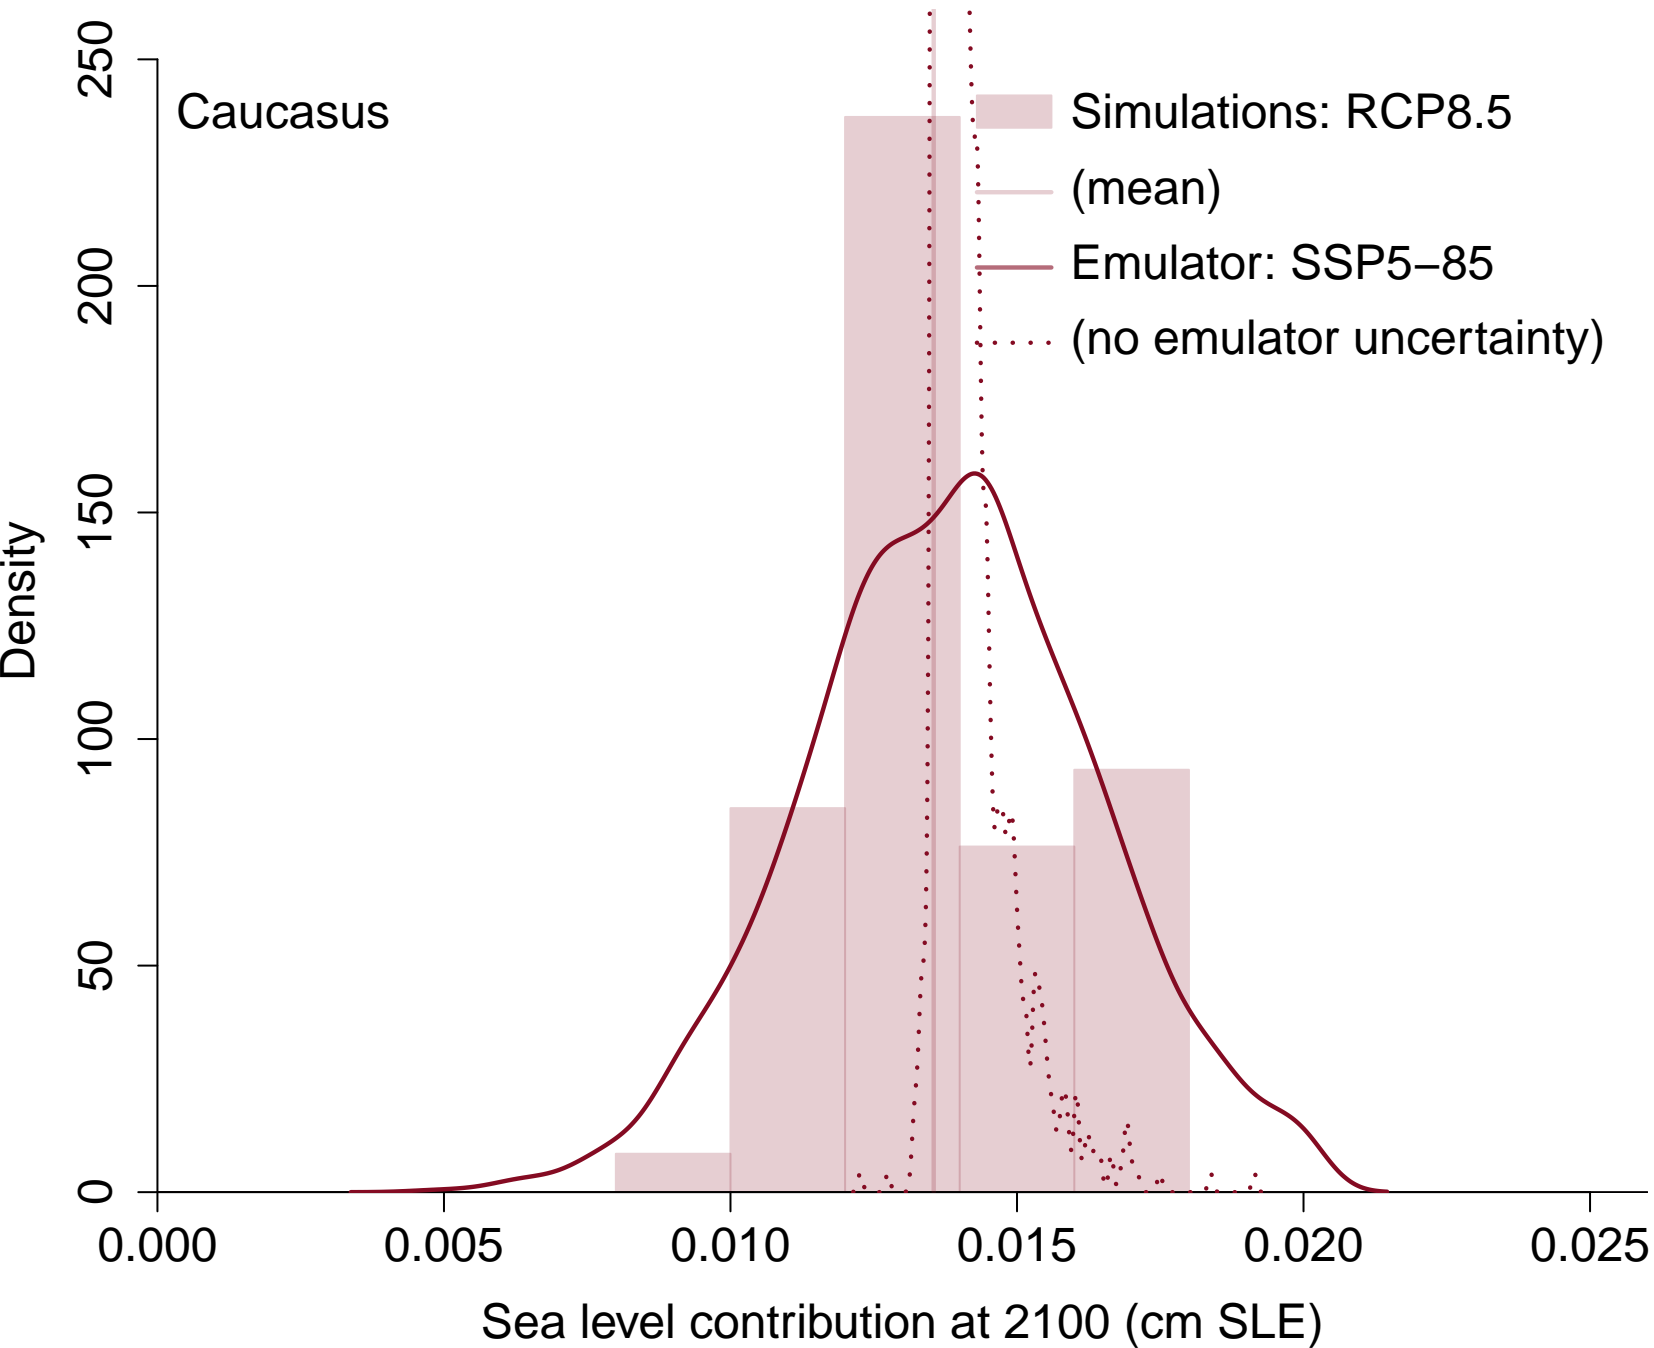 Caucasus
Simulations: RCP8.5
(mean)
Emulator: SSP5−85
(no emulator uncertainty)
Density
250
200
150
100
50
0
0.000 0.005 0.010 0.015 0.020 0.025
Sea level contribution at 2100 (cm SLE)